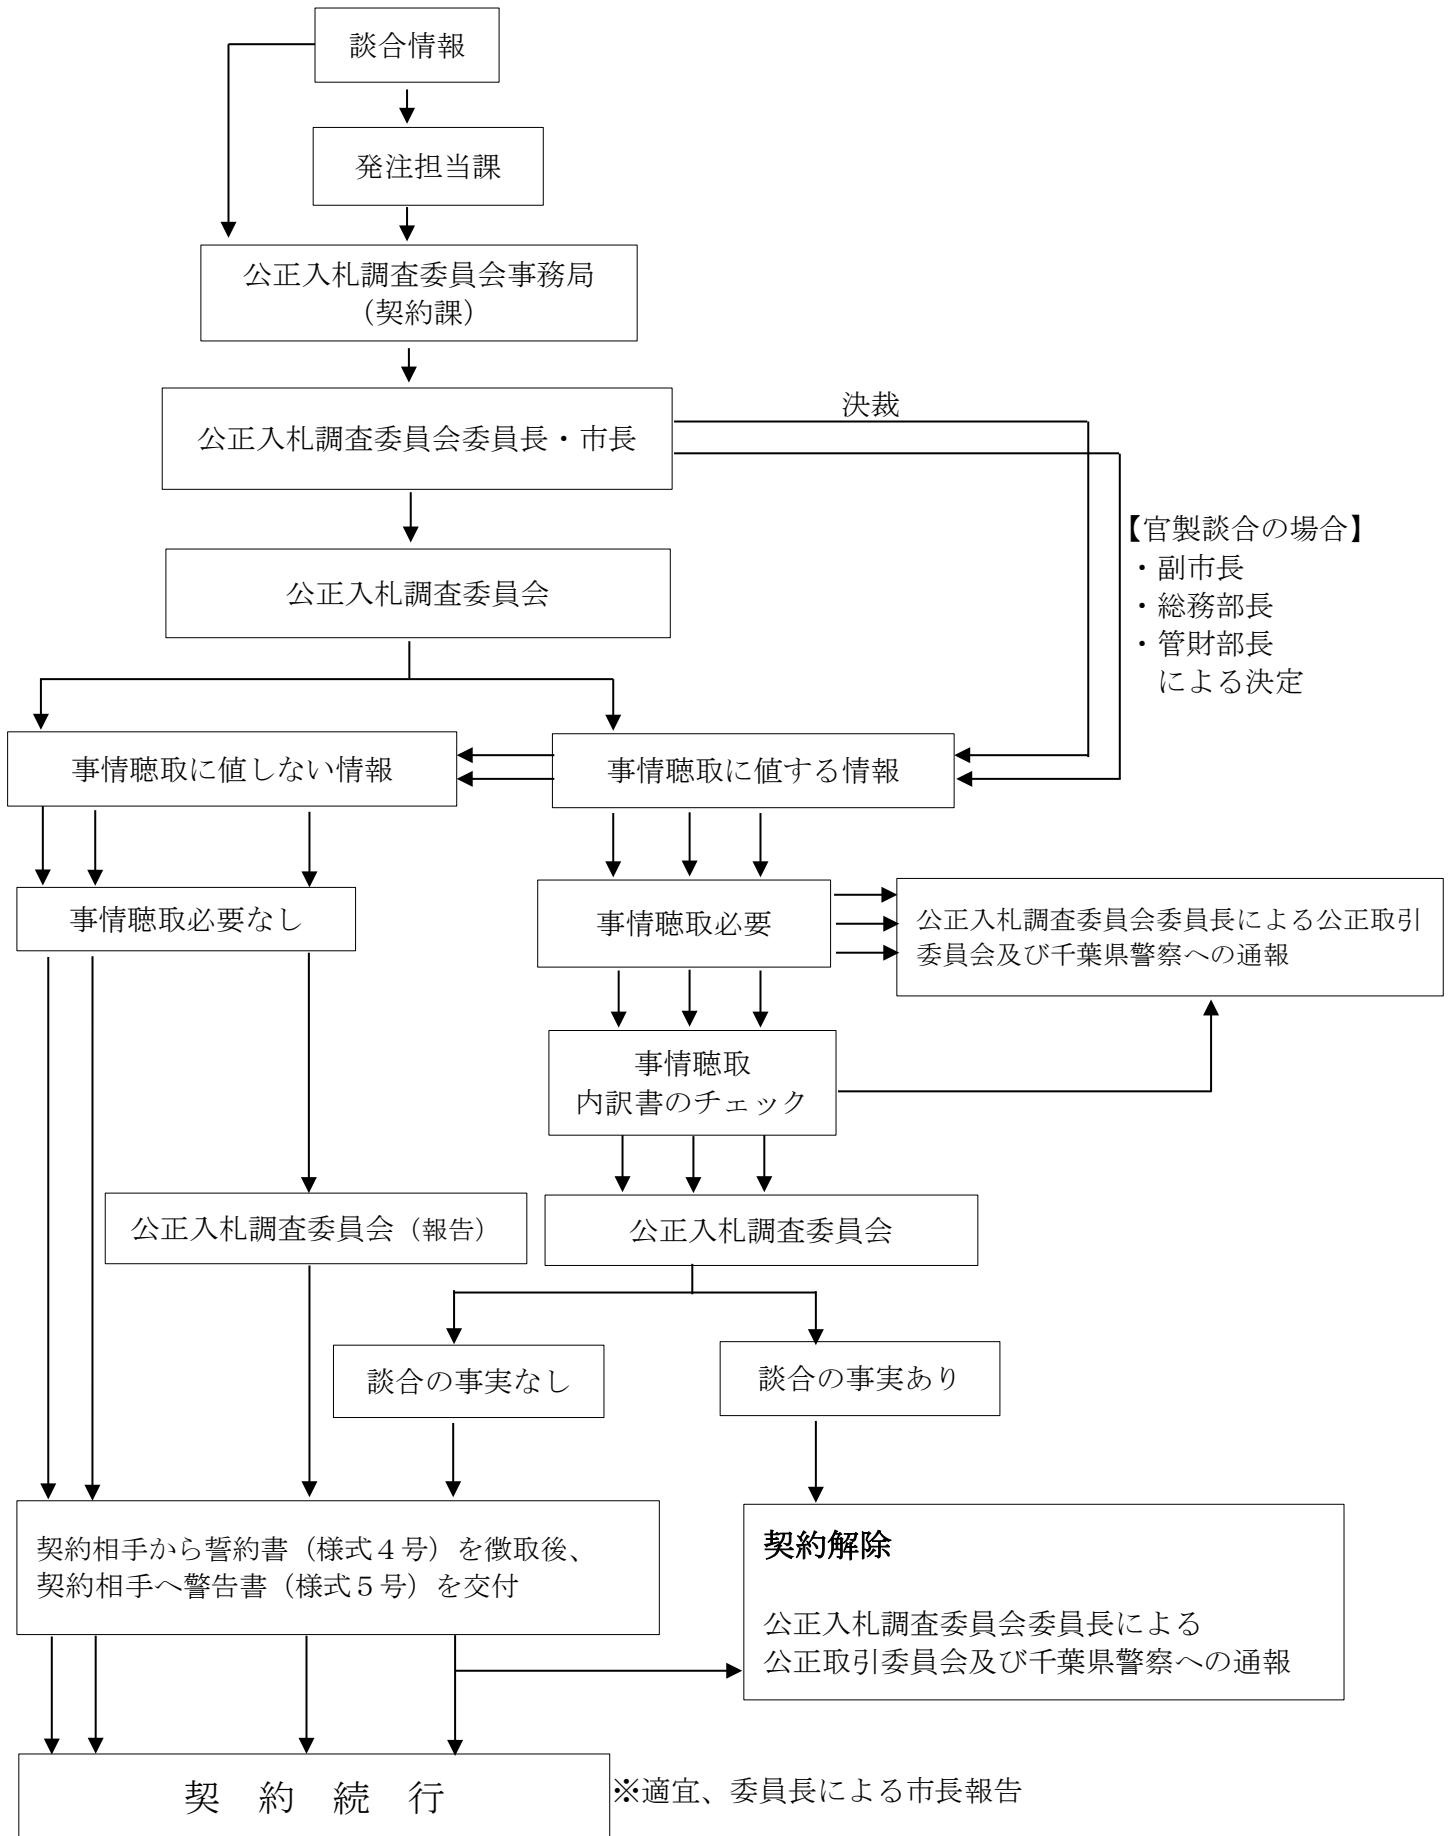 談合情報
発注担当課
公正入札調査委員会事務局
（契約課）
決裁
公正入札調査委員会委員長・市長
【官製談合の場合】
・副市長
・総務部長
・管財部長
による決定
公正入札調査委員会
事情聴取に値しない情報
事情聴取に値する情報
事情聴取必要なし
事情聴取必要
公正入札調査委員会委員長による公正取引
委員会及び千葉県警察への通報
事情聴取
内訳書のチェック
公正入札調査委員会（報告）
公正入札調査委員会
談合の事実なし
談合の事実あり
契約相手から誓約書（様式４号）を徴取後、
契約相手へ警告書（様式５号）を交付
契約解除
公正入札調査委員会委員長による
公正取引委員会及び千葉県警察への通報
契　約　続　行
※適宜、委員長による市長報告